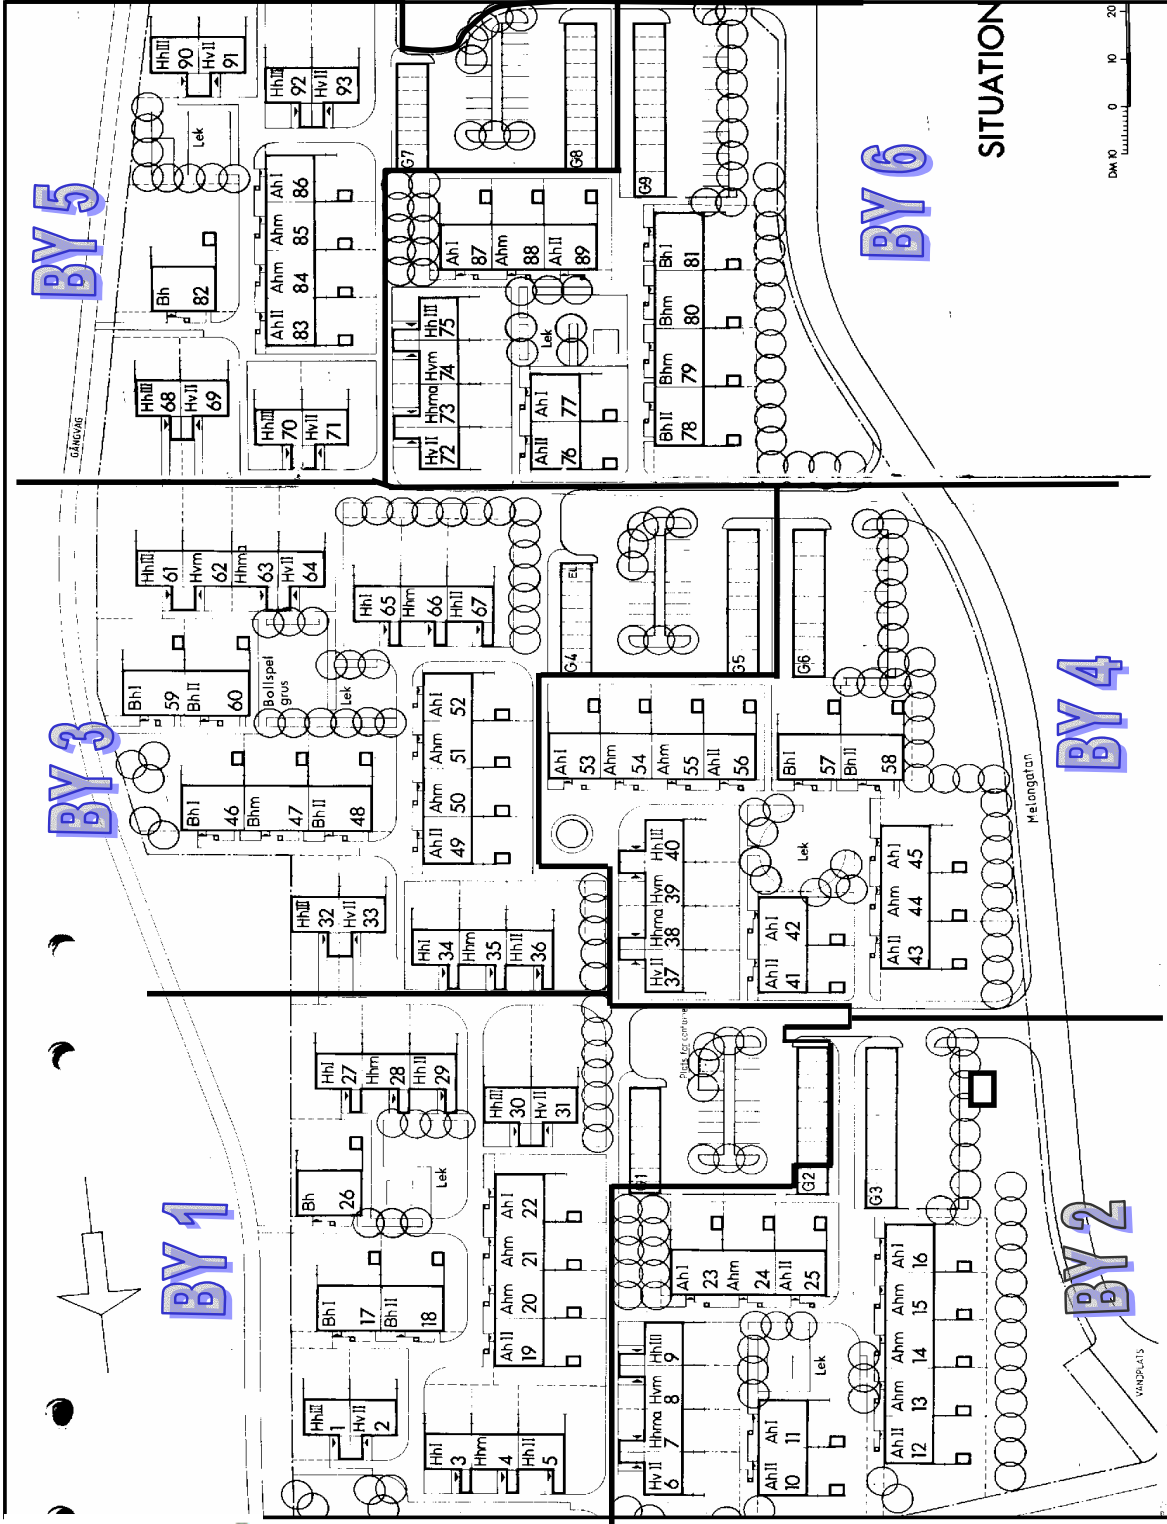 SITUATION
DM 10 0 10 20
BY 5
HhIII 90
HvII 91
HhIII 92
HvII 93
Lek
G7
G8
G9
BY 6
AhI 86
Ahm 85
Ahm 84
AhII 83
Bh 82
AhI 87
Ahm 88
AhII 89
BhI 81
Bhm 80
Bhm 79
BhII 78
HhIII 75
Hvm 74
Hhma 73
HvII 72
Lek
AhI 77
AhII 76
HhIII 68
HvII 69
HhIII 70
HvII 71
GÅNGVÄG
BY 3
HhIII 61
Hvm 62
Hhma 63
HvII 64
HhI 65
Hhm 66
HhII 67
G4
EL
G5
G6
BhI 59
BhII 60
Bollspel
grus
Lek
AhI 52
Ahm 51
Ahm 50
AhII 49
BhI 46
Bhm 47
BhII 48
AhI 53
Ahm 54
Ahm 55
AhII 56
BhI 57
BhII 58
BY 4
Melongatan
HhIII 32
HvII 33
HhI 34
Hhm 35
HhII 36
HhIII 40
Hvm 39
Hhma 38
HvII 37
Lek
AhI 42
AhII 41
AhI 45
Ahm 44
AhII 43
BY 1
HhI 27
Hhm 28
HhII 29
HhIII 30
HvII 31
Plats för container
G1
G2
G3
Bh 26
Lek
AhI 22
Ahm 21
Ahm 20
AhII 19
BhI 17
BhII 18
AhI 23
Ahm 24
AhII 25
BY 2
AhI 16
Ahm 15
Ahm 14
Ahm 13
AhII 12
HhIII 1
HvII 2
HhI 3
Hhm 4
HhII 5
HhIII 9
Hvm 8
Hhma 7
HvII 6
Lek
AhI 11
AhII 10
VÄNDPLATS